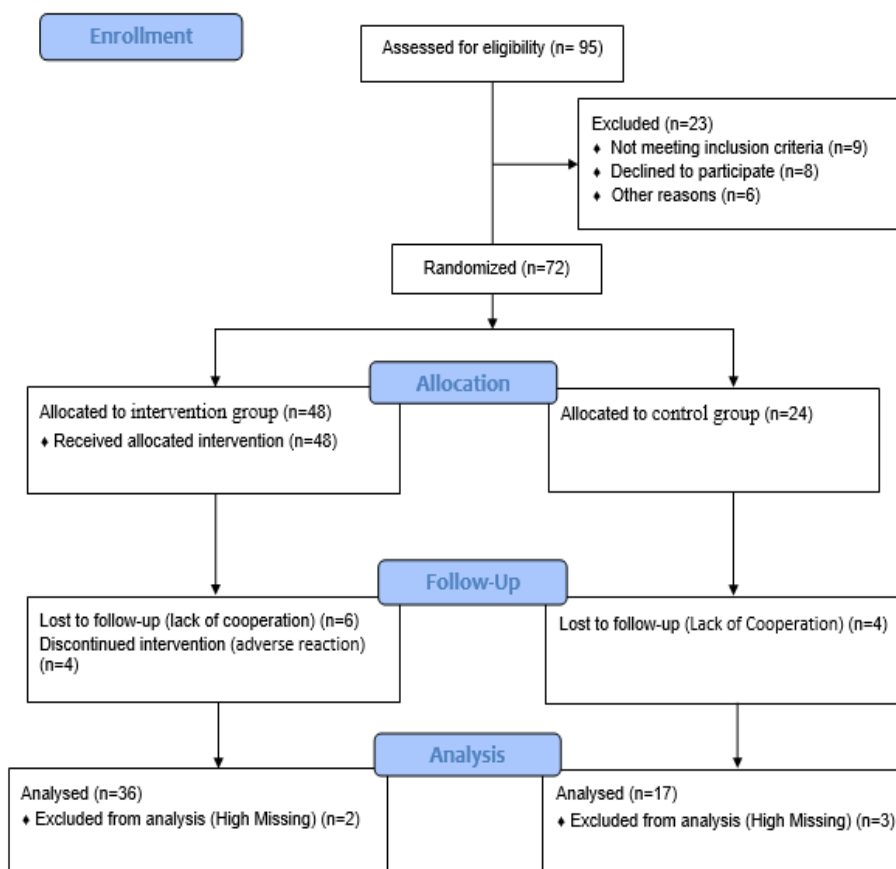 Enrollment
Assessed for eligibility (n= 95)
Excluded (n=23)
♦ Not meeting inclusion criteria (n=9)
♦ Declined to participate (n=8)
♦ Other reasons (n=6)
Randomized (n=72)
Allocation
Allocated to intervention group (n=48)
♦ Received allocated intervention (n=48)
Allocated to control group (n=24)
Follow-Up
Lost to follow-up (lack of cooperation) (n=6)
Discontinued intervention (adverse reaction)
(n=4)
Lost to follow-up (Lack of Cooperation) (n=4)
Analysis
Analysed (n=36)
♦ Excluded from analysis (High Missing) (n=2)
Analysed (n=17)
♦ Excluded from analysis (High Missing) (n=3)